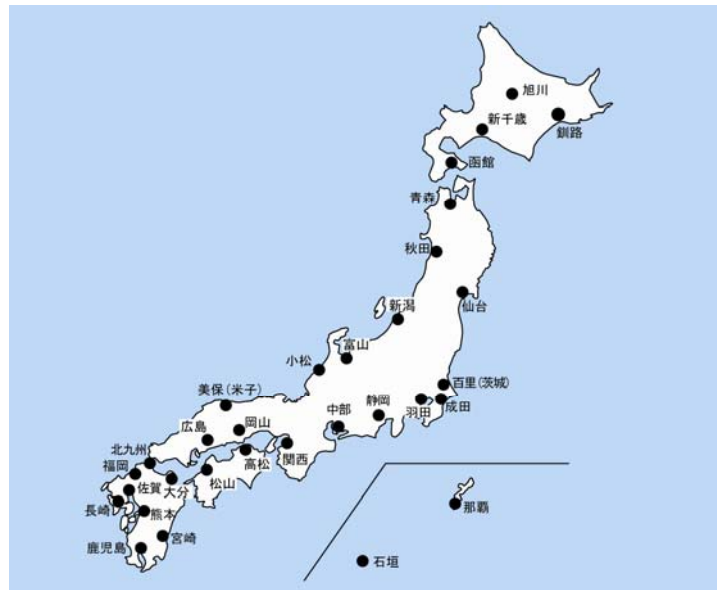 旭川
新千歳
釧路
函館
青森
秋田
仙台
新潟
富山
小松
百里(茨城)
美保(米子)
中部
静岡
羽田
成田
広島
岡山
北九州
関西
高松
福岡
佐賀
大分
松山
長崎
熊本
那覇
宮崎
鹿児島
石垣